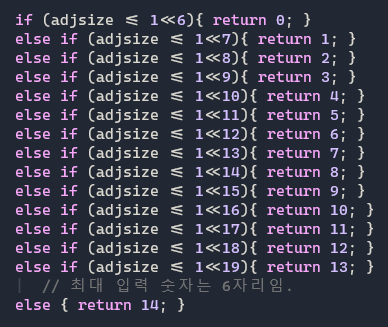 if (adjsize <= 1<<6){ return 0; }
else if (adjsize <= 1<<7){ return 1; }
else if (adjsize <= 1<<8){ return 2; }
else if (adjsize <= 1<<9){ return 3; }
else if (adjsize <= 1<<10){ return 4; }
else if (adjsize <= 1<<11){ return 5; }
else if (adjsize <= 1<<12){ return 6; }
else if (adjsize <= 1<<13){ return 7; }
else if (adjsize <= 1<<14){ return 8; }
else if (adjsize <= 1<<15){ return 9; }
else if (adjsize <= 1<<16){ return 10; }
else if (adjsize <= 1<<17){ return 11; }
else if (adjsize <= 1<<18){ return 12; }
else if (adjsize <= 1<<19){ return 13; }
// 최대 입력 숫자는 6자리임.
else { return 14; }